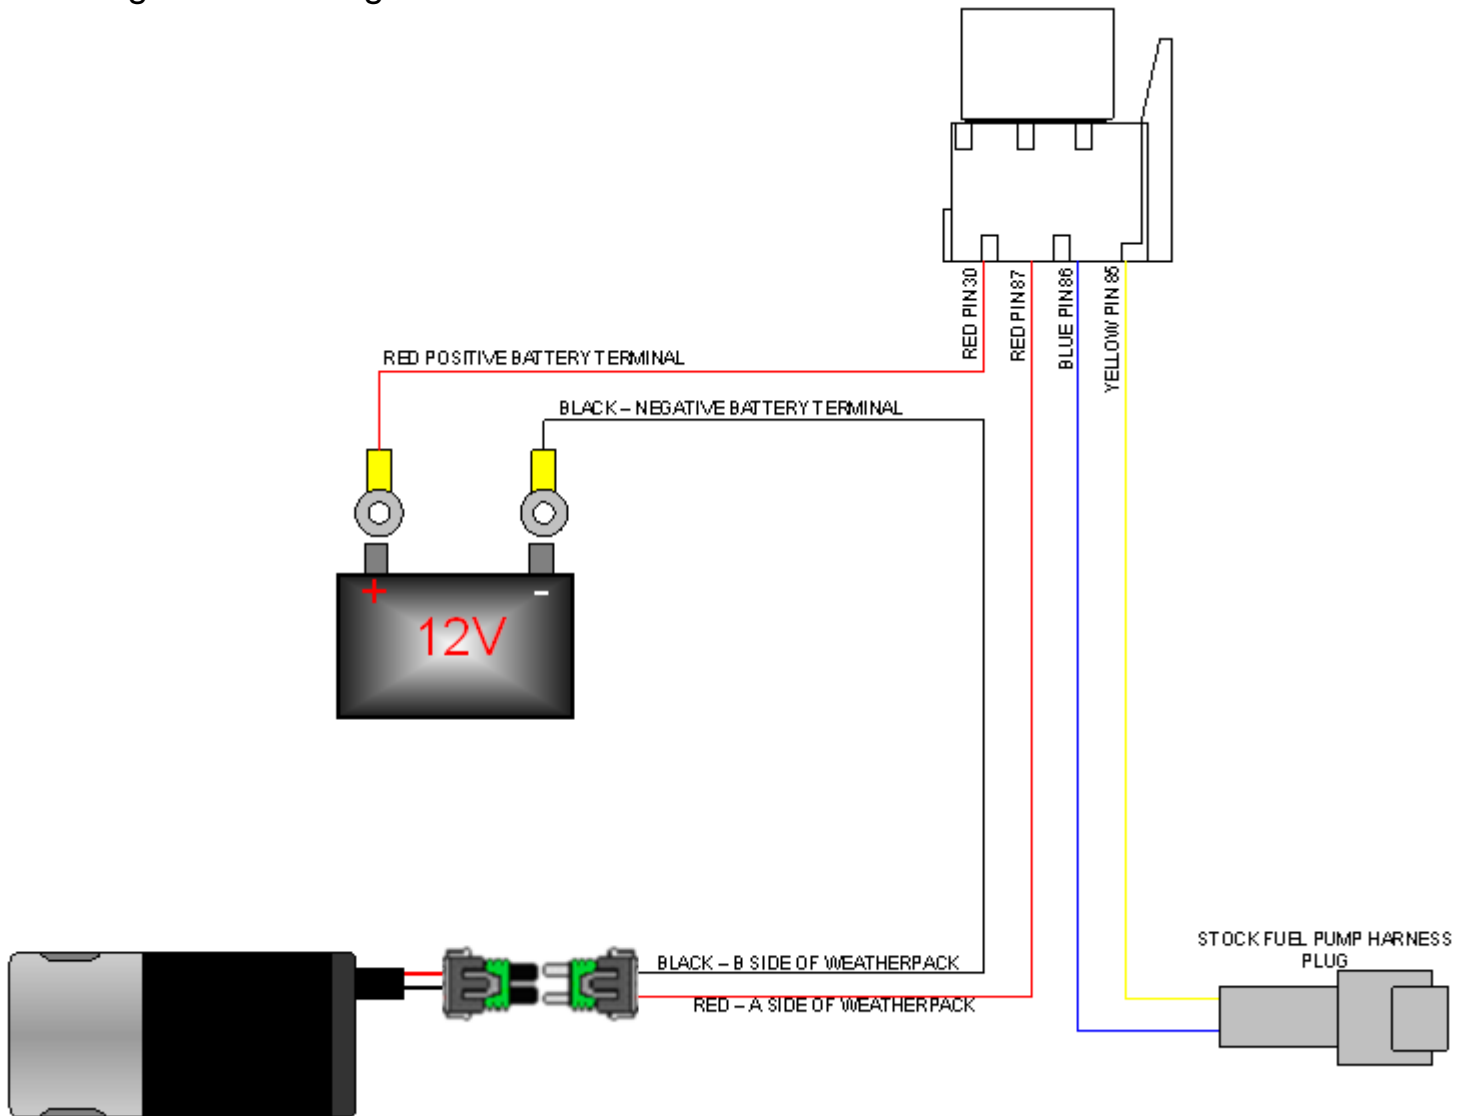 RED PIN 30
RED PIN 87
BLUE PIN 86
YELLOW PIN 85
RED POSITIVE BATTERY TERMINAL
BLACK – NEGATIVE BATTERY TERMINAL
+ -
12V
STOCK FUEL PUMP HARNESS
PLUG
BLACK – B SIDE OF WEATHERPACK
RED – A SIDE OF WEATHERPACK